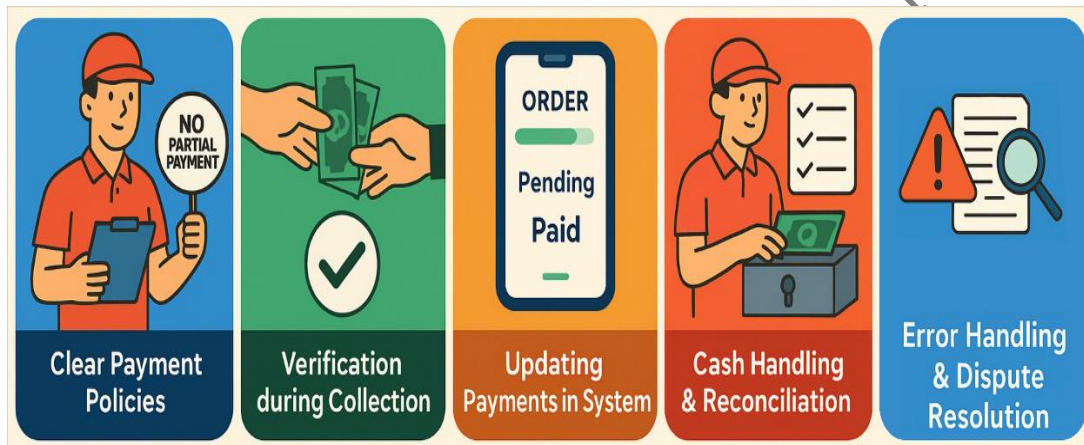 NO
PARTIAL
PAYMENT
Clear Payment
Policies
Verification
during Collection
ORDER
Pending
Paid
Updating
Payments in System
Cash Handling
& Reconciliation
Error Handling
& Dispute
Resolution